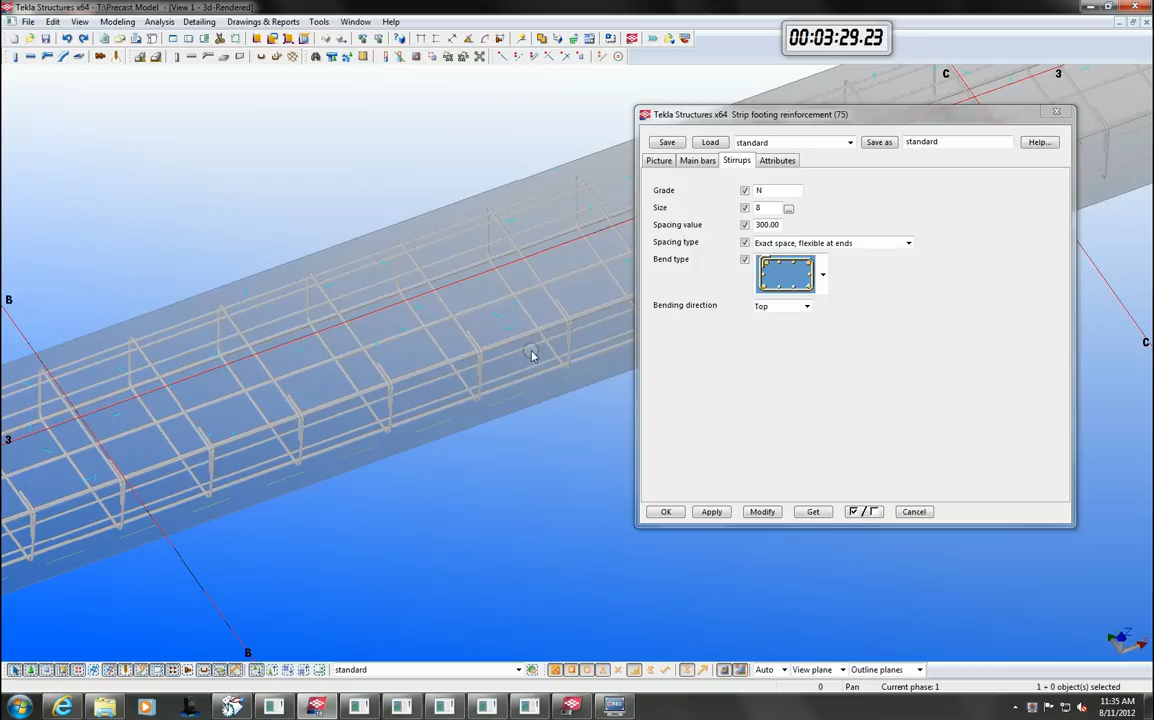 Tekla Structures x64 - T:\Precast Model - [View 1 - 3d-Rendered]
File Edit View Modeling Analysis Detailing Drawings & Reports Tools Window Help
00:03:29.23
C
3
Tekla Structures x64 Strip footing reinforcement (75)
Save Load standard Save as standard Help...
Picture Main bars Stirrups Attributes
Grade N
Size 8
Spacing value 300.00
Spacing type Exact space, flexible at ends
Bend type
Bending direction Top
B
C
3
OK Apply Modify Get Cancel
B
standard Auto View plane Outline planes
0 Pan Current phase: 1 1 + 0 object(s) selected
11:35 AM
8/11/2012